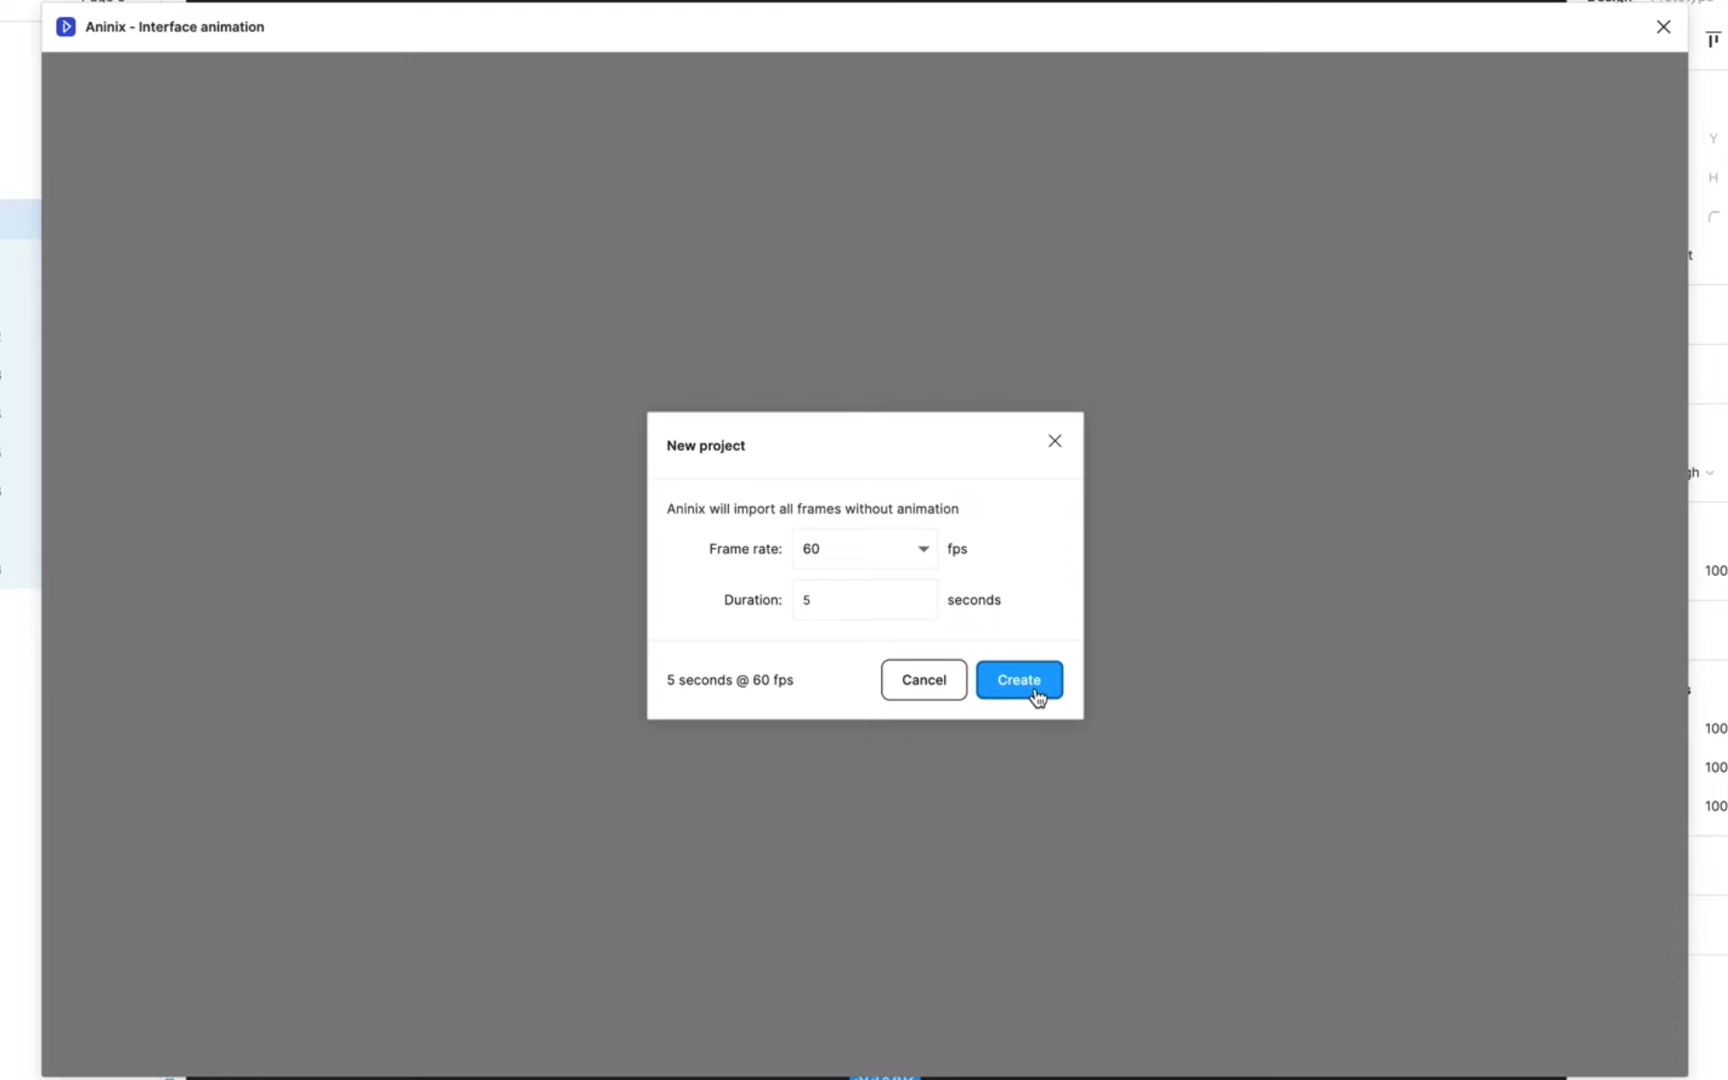 Aninix - Interface animation
Y
H
New project
Aninix will import all frames without animation
Frame rate: 60 fps
Duration: 5 seconds
5 seconds @ 60 fps
Cancel
Create
100
100
100
100